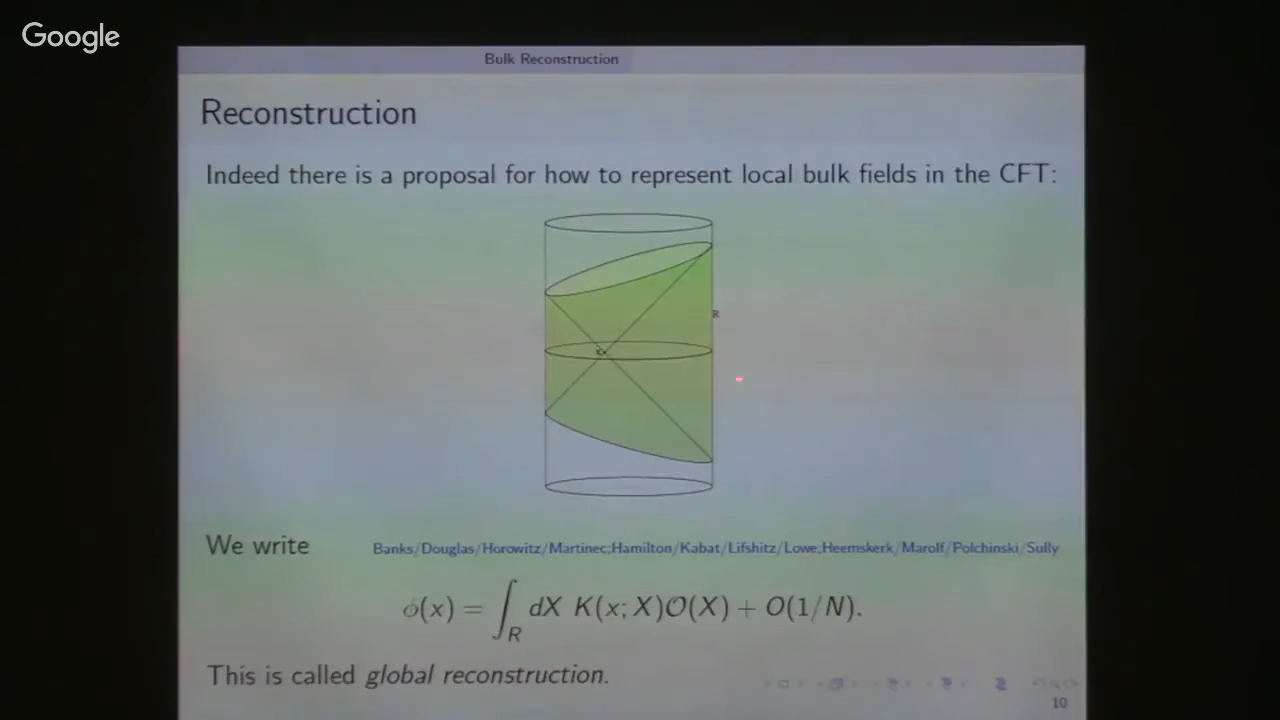 Google
Bulk Reconstruction
Reconstruction
Indeed there is a proposal for how to represent local bulk fields in the CFT:
R
We write
Banks/Douglas/Horowitz/Martinec;Hamilton/Kabat/Lifshitz/Lowe;Heemskerk/Marolf/Polchinski/Sully
ϕ(x) = ∫_R dX K(x; X)O(X) + O(1/N).
This is called global reconstruction.
10